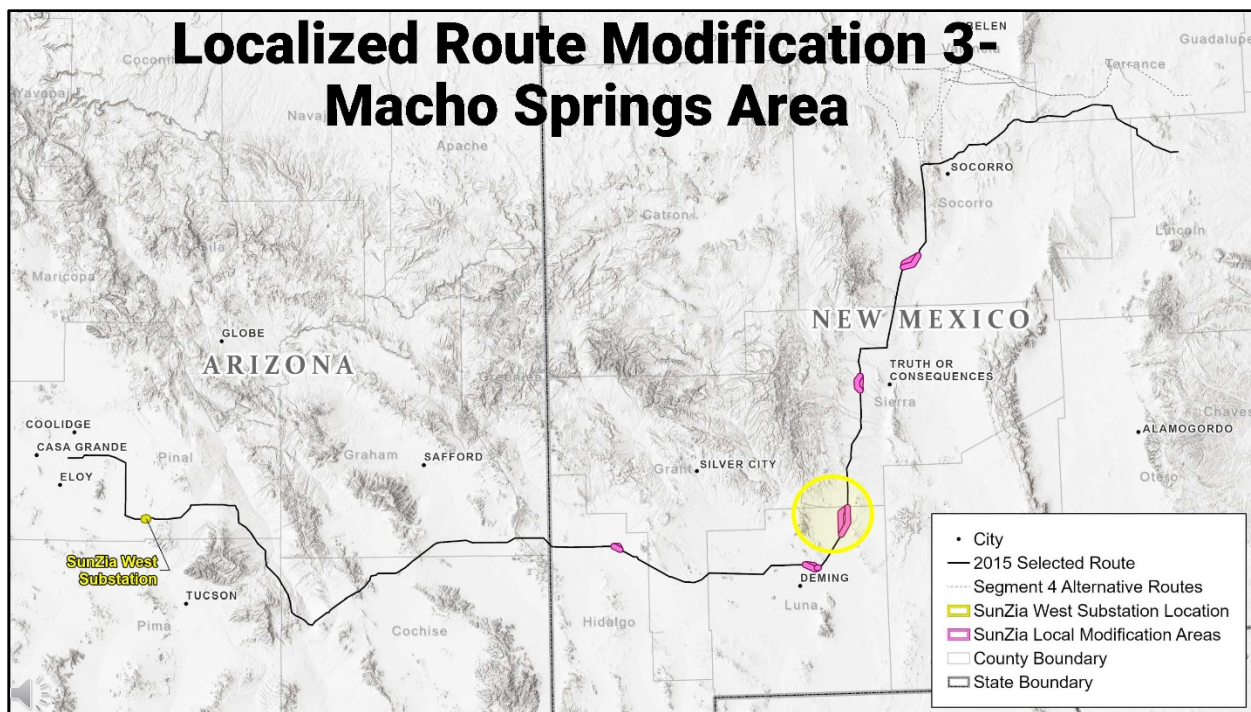 Localized Route Modification 3-
Macho Springs Area
BELEN
Valencia
Guadalupe
Torrance
Yavapai
Navajo
Apache
SOCORRO
Socorro
Catron
Lincoln
Maricopa
GLOBE
ARIZONA
NEW MEXICO
TRUTH OR
CONSEQUENCES
Sierra
Chaves
COOLIDGE
CASA GRANDE
ELOY
Pinal
Graham
SAFFORD
Grant
SILVER CITY
ALAMOGORDO
Otero
SunZia West
Substation
TUCSON
Pima
Cochise
Hidalgo
DEMING
Luna
City
2015 Selected Route
Segment 4 Alternative Routes
SunZia West Substation Location
SunZia Local Modification Areas
County Boundary
State Boundary